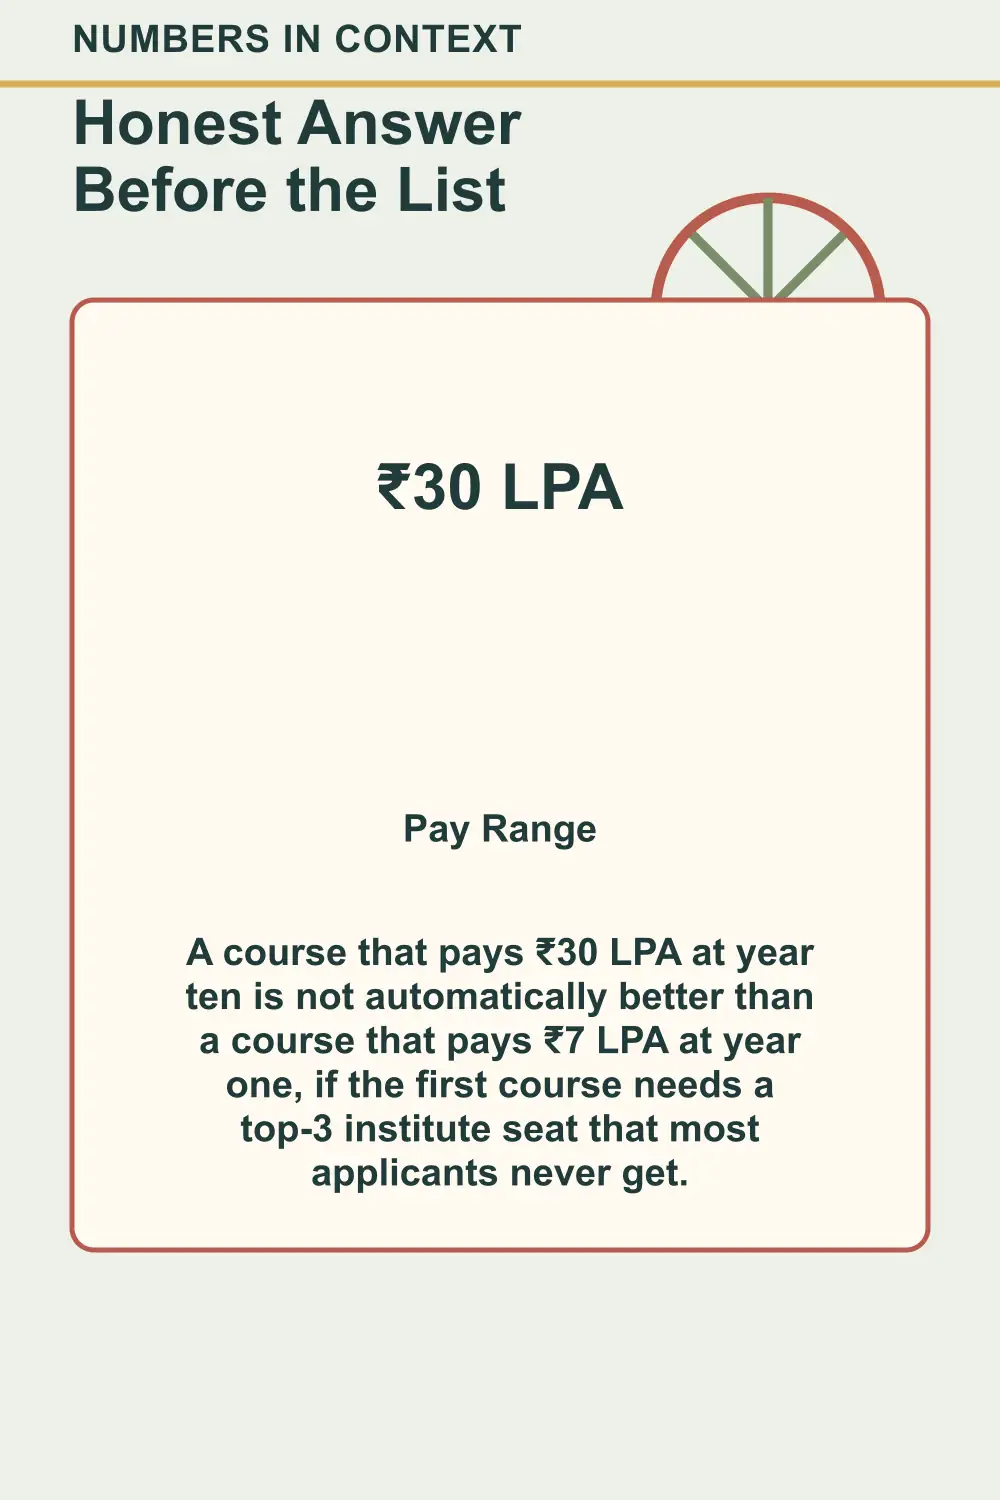 NUMBERS IN CONTEXT
Honest Answer
Before the List
₹30 LPA
Pay Range
A course that pays ₹30 LPA at year
ten is not automatically better than
a course that pays ₹7 LPA at year
one, if the first course needs a
top-3 institute seat that most
applicants never get.